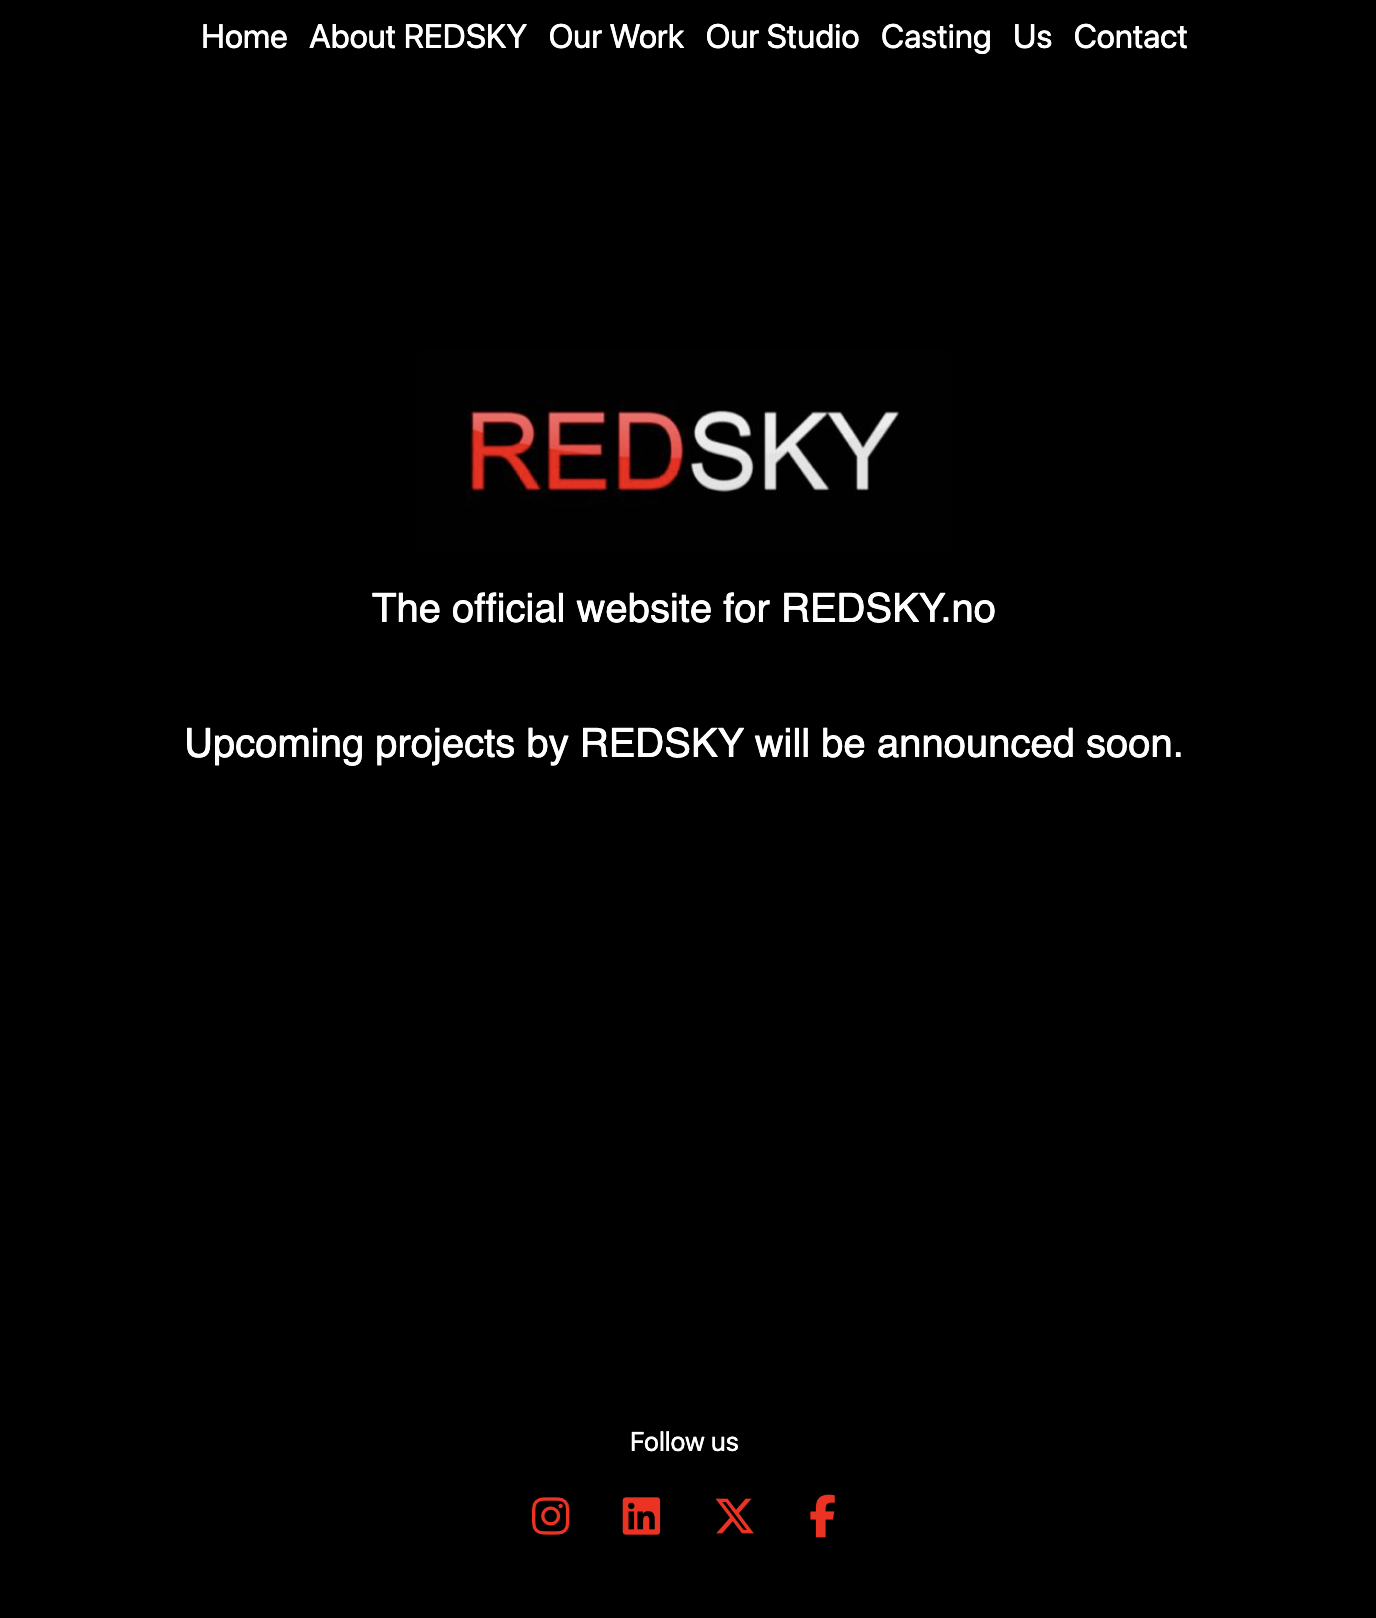 Home About REDSKY Our Work Our Studio Casting Us Contact
REDSKY
The official website for REDSKY.no
Upcoming projects by REDSKY will be announced soon.
Follow us